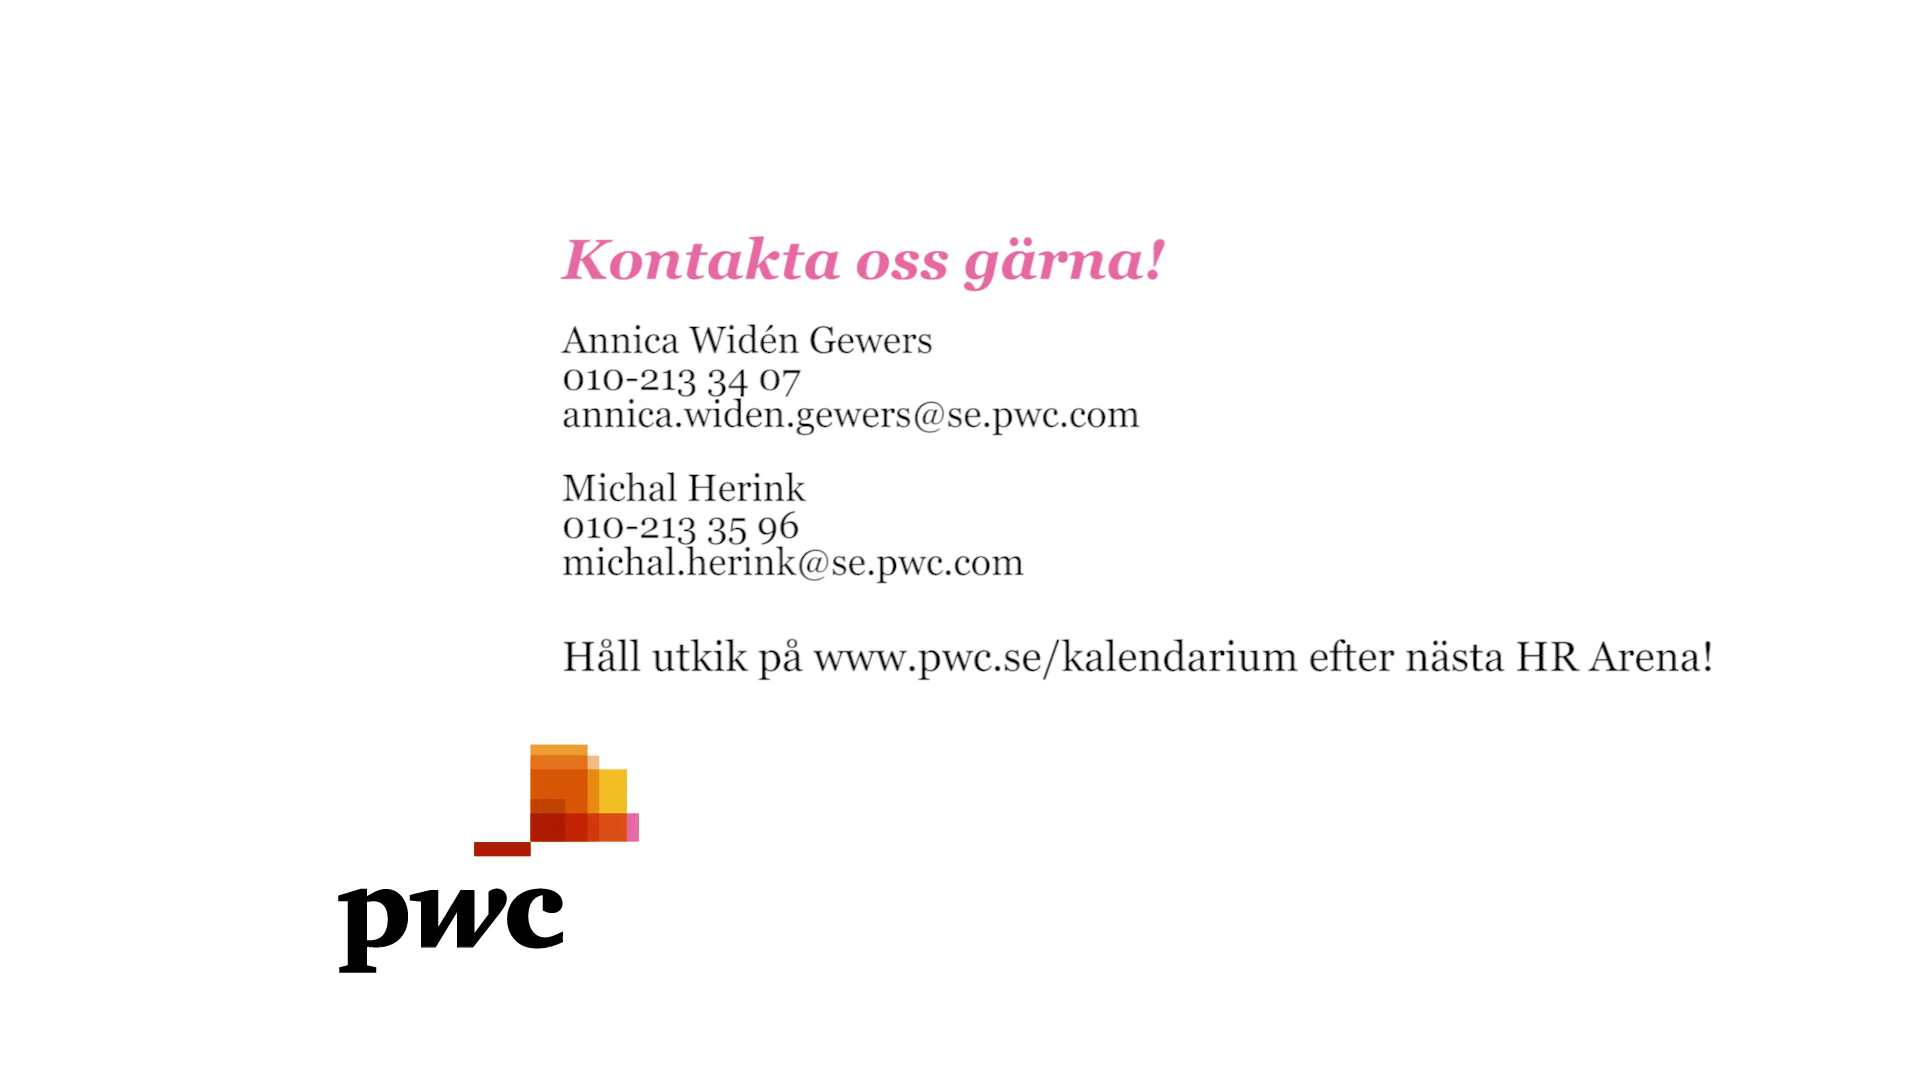 Kontakta oss gärna!
Annica Widén Gewers
010-213 34 07
annica.widen.gewers@se.pwc.com
Michal Herink
010-213 35 96
michal.herink@se.pwc.com
Håll utkik på www.pwc.se/kalendarium efter nästa HR Arena!
pwc